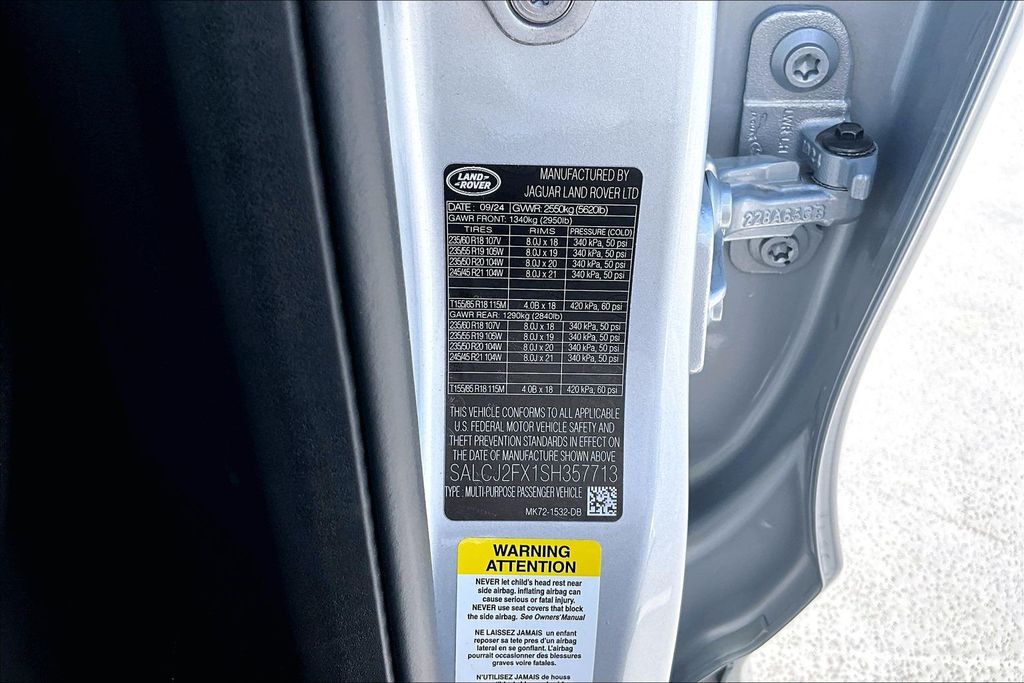 LAND-
-ROVER
MANUFACTURED BY
JAGUAR LAND ROVER LTD
DATE: 09/24 GVWR: 2550kg (5620lb)
GAWR FRONT: 1340kg (2950lb)
TIRES RIMS PRESSURE (COLD)
235/60 R18 107V 8.0J x 18 340 kPa, 50 psi
235/55 R19 105W 8.0J x 19 340 kPa, 50 psi
235/50 R20 104W 8.0J x 20 340 kPa, 50 psi
245/45 R21 104W 8.0J x 21 340 kPa, 50 psi
T155/85 R18 115M 4.0B x 18 420 kPa, 60 psi
GAWR REAR: 1290kg (2840lb)
235/60 R18 107V 8.0J x 18 340 kPa, 50 psi
235/55 R19 105W 8.0J x 19 340 kPa, 50 psi
235/50 R20 104W 8.0J x 20 340 kPa, 50 psi
245/45 R21 104W 8.0J x 21 340 kPa, 50 psi
T155/85 R18 115M 4.0B x 18 420 kPa, 60 psi
THIS VEHICLE CONFORMS TO ALL APPLICABLE
U.S. FEDERAL MOTOR VEHICLE SAFETY AND
THEFT PREVENTION STANDARDS IN EFFECT ON
THE DATE OF MANUFACTURE SHOWN ABOVE
SALCJ2FX1SH357713
TYPE: MULTI-PURPOSE PASSENGER VEHICLE
MK72-1532-DB
WARNING
ATTENTION
NEVER let child's head rest near
side airbag. inflating airbag can
cause serious or fatal injury.
NEVER use seat covers that block
the side airbag. See Owners'Manual
NE LAISSEZ JAMAIS un enfant
reposer sa tete pres d'un airbag
lateral en se gonflant. L'airbag
pourrait occasionner des blessures
graves voire fatales.
N'UTILISEZ JAMAIS de